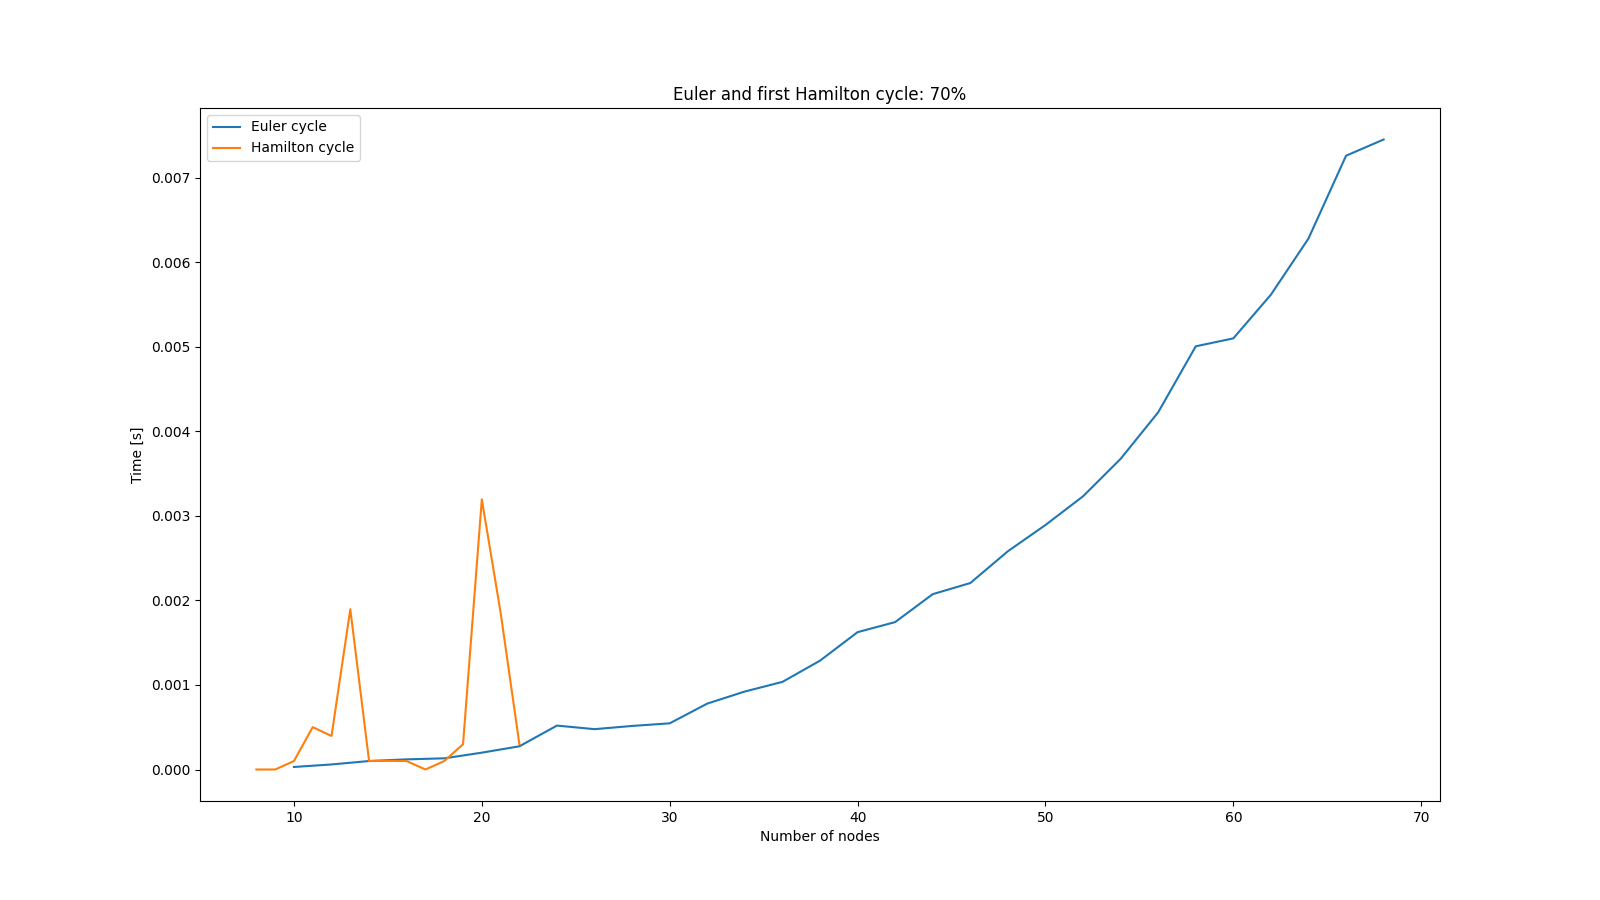 Euler and first Hamilton cycle: 70%
Euler cycle
Hamilton cycle
0.007
0.006
0.005
0.004
0.003
0.002
0.001
0.000
Time [s]
10 20 30 40 50 60 70
Number of nodes